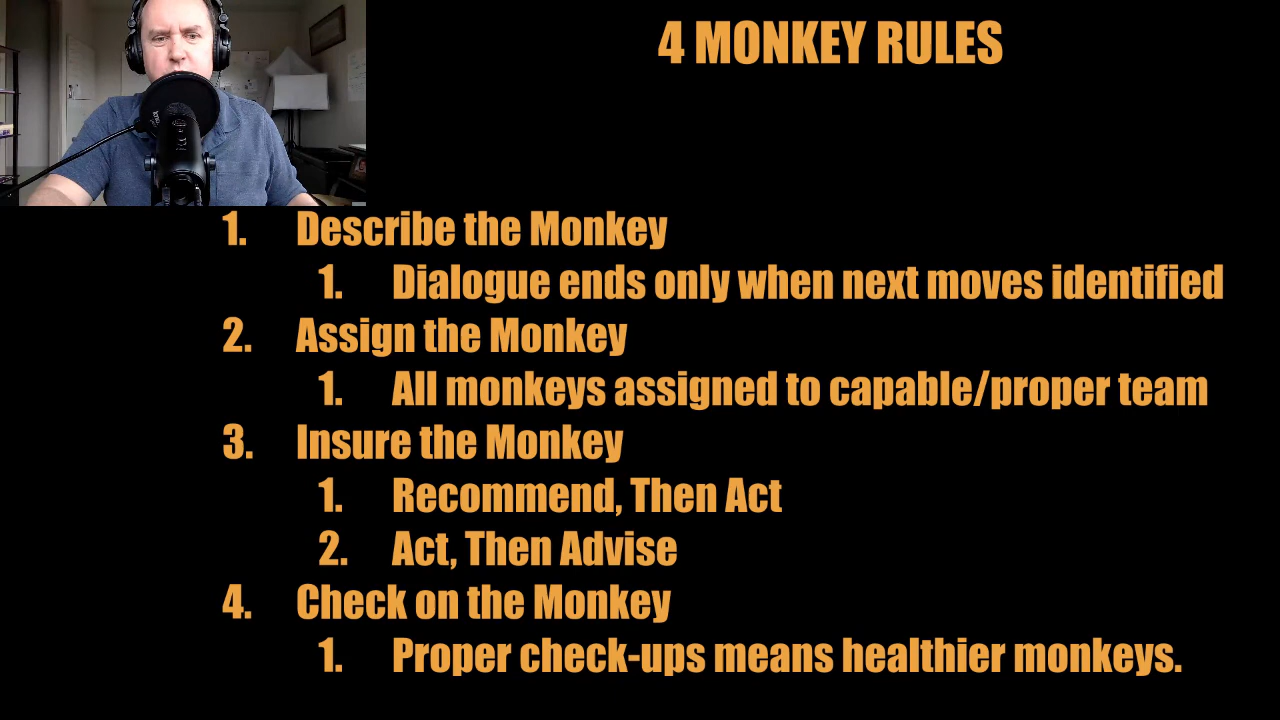 4 MONKEY RULES
1. Describe the Monkey
1. Dialogue ends only when next moves identified
2. Assign the Monkey
1. All monkeys assigned to capable/proper team
3. Insure the Monkey
1. Recommend, Then Act
2. Act, Then Advise
4. Check on the Monkey
1. Proper check-ups means healthier monkeys.